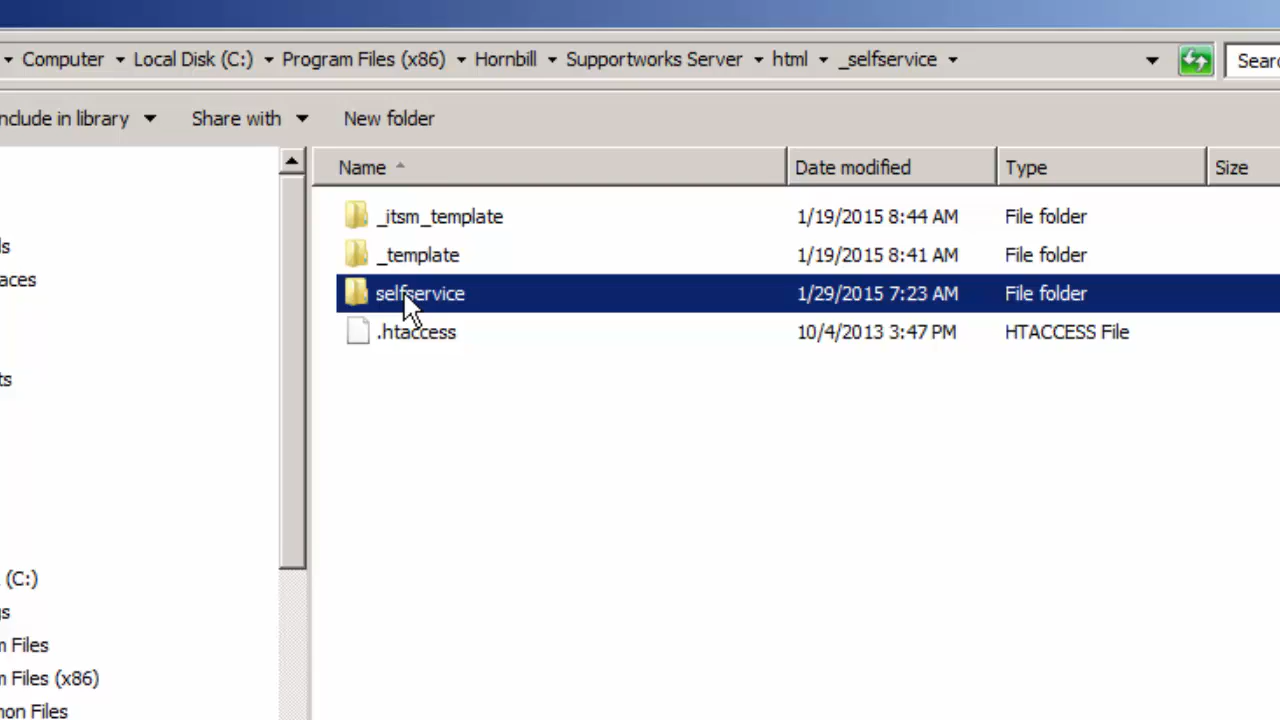 Computer Local Disk (C:) Program Files (x86) Hornbill Supportworks Server html _selfservice
Searc
nclude in library Share with New folder
Name Date modified Type Size
_itsm_template 1/19/2015 8:44 AM File folder
_template 1/19/2015 8:41 AM File folder
selfservice 1/29/2015 7:23 AM File folder
.htaccess 10/4/2013 3:47 PM HTACCESS File
ls
aces
ts
(C:)
gs
m Files
m Files (x86)
non Files